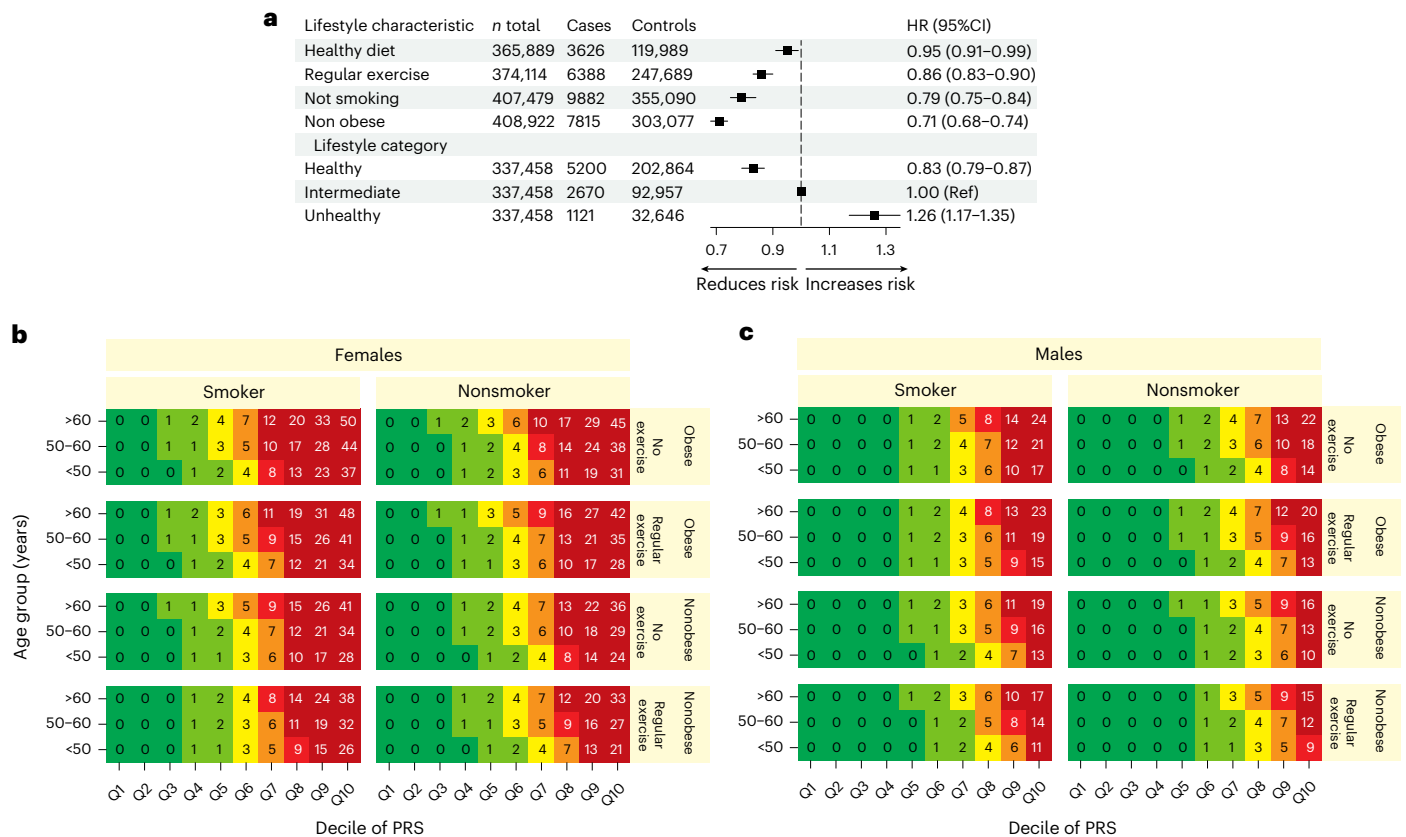 a
Lifestyle characteristic n total Cases Controls HR (95%CI)
Healthy diet 365,889 3626 119,989 0.95 (0.91–0.99)
Regular exercise 374,114 6388 247,689 0.86 (0.83–0.90)
Not smoking 407,479 9882 355,090 0.79 (0.75–0.84)
Non obese 408,922 7815 303,077 0.71 (0.68–0.74)
Lifestyle category
Healthy 337,458 5200 202,864 0.83 (0.79–0.87)
Intermediate 337,458 2670 92,957 1.00 (Ref)
Unhealthy 337,458 1121 32,646 1.26 (1.17–1.35)
0.7 0.9 1.1 1.3
Reduces risk Increases risk
b
Females
Smoker Nonsmoker
Age group (years)
>60 0 0 1 2 4 7 12 20 33 50 0 0 1 2 3 6 10 17 29 45
50–60 0 0 1 1 3 5 10 17 28 44 0 0 0 1 2 4 8 14 24 38
<50 0 0 0 1 2 4 8 13 23 37 0 0 0 1 2 3 6 11 19 31
Obese
No exercise
>60 0 0 1 2 3 6 11 19 31 48 0 0 1 1 3 5 9 16 27 42
50–60 0 0 1 1 3 5 9 15 26 41 0 0 0 1 2 4 7 13 21 35
<50 0 0 0 1 2 4 7 12 21 34 0 0 0 1 1 3 6 10 17 28
Obese
Regular exercise
>60 0 0 1 1 3 5 9 15 26 41 0 0 0 1 2 4 7 13 22 36
50–60 0 0 0 1 2 4 7 12 21 34 0 0 0 1 2 3 6 10 18 29
<50 0 0 0 1 1 3 6 10 17 28 0 0 0 0 1 2 4 8 14 24
Nonobese
No exercise
>60 0 0 0 1 2 4 8 14 24 38 0 0 0 1 2 4 7 12 20 33
50–60 0 0 0 1 2 3 6 11 19 32 0 0 0 1 1 3 5 9 16 27
<50 0 0 0 1 1 3 5 9 15 26 0 0 0 0 1 2 4 7 13 21
Nonobese
Regular exercise
Q1 Q2 Q3 Q4 Q5 Q6 Q7 Q8 Q9 Q10 Q1 Q2 Q3 Q4 Q5 Q6 Q7 Q8 Q9 Q10
Decile of PRS
c
Males
Smoker Nonsmoker
>60 0 0 0 0 1 2 5 8 14 24 0 0 0 0 1 2 4 7 13 22
50–60 0 0 0 0 1 2 4 7 12 21 0 0 0 0 1 2 3 6 10 18
<50 0 0 0 0 1 1 3 6 10 17 0 0 0 0 0 1 2 4 8 14
Obese
No exercise
>60 0 0 0 0 1 2 4 8 13 23 0 0 0 0 1 2 4 7 12 20
50–60 0 0 0 0 1 2 3 6 11 19 0 0 0 0 1 1 3 5 9 16
<50 0 0 0 0 1 1 3 5 9 15 0 0 0 0 0 1 2 4 7 13
Obese
Regular exercise
>60 0 0 0 0 1 2 3 6 11 19 0 0 0 0 1 1 3 5 9 16
50–60 0 0 0 0 1 1 3 5 9 16 0 0 0 0 0 1 2 4 7 13
<50 0 0 0 0 0 1 2 4 7 13 0 0 0 0 0 1 2 3 6 10
Nonobese
No exercise
>60 0 0 0 0 1 2 3 6 10 17 0 0 0 0 0 1 3 5 9 15
50–60 0 0 0 0 0 1 2 5 8 14 0 0 0 0 0 1 2 4 7 12
<50 0 0 0 0 0 1 2 4 6 11 0 0 0 0 0 1 1 3 5 9
Nonobese
Regular exercise
Q1 Q2 Q3 Q4 Q5 Q6 Q7 Q8 Q9 Q10 Q1 Q2 Q3 Q4 Q5 Q6 Q7 Q8 Q9 Q10
Decile of PRS